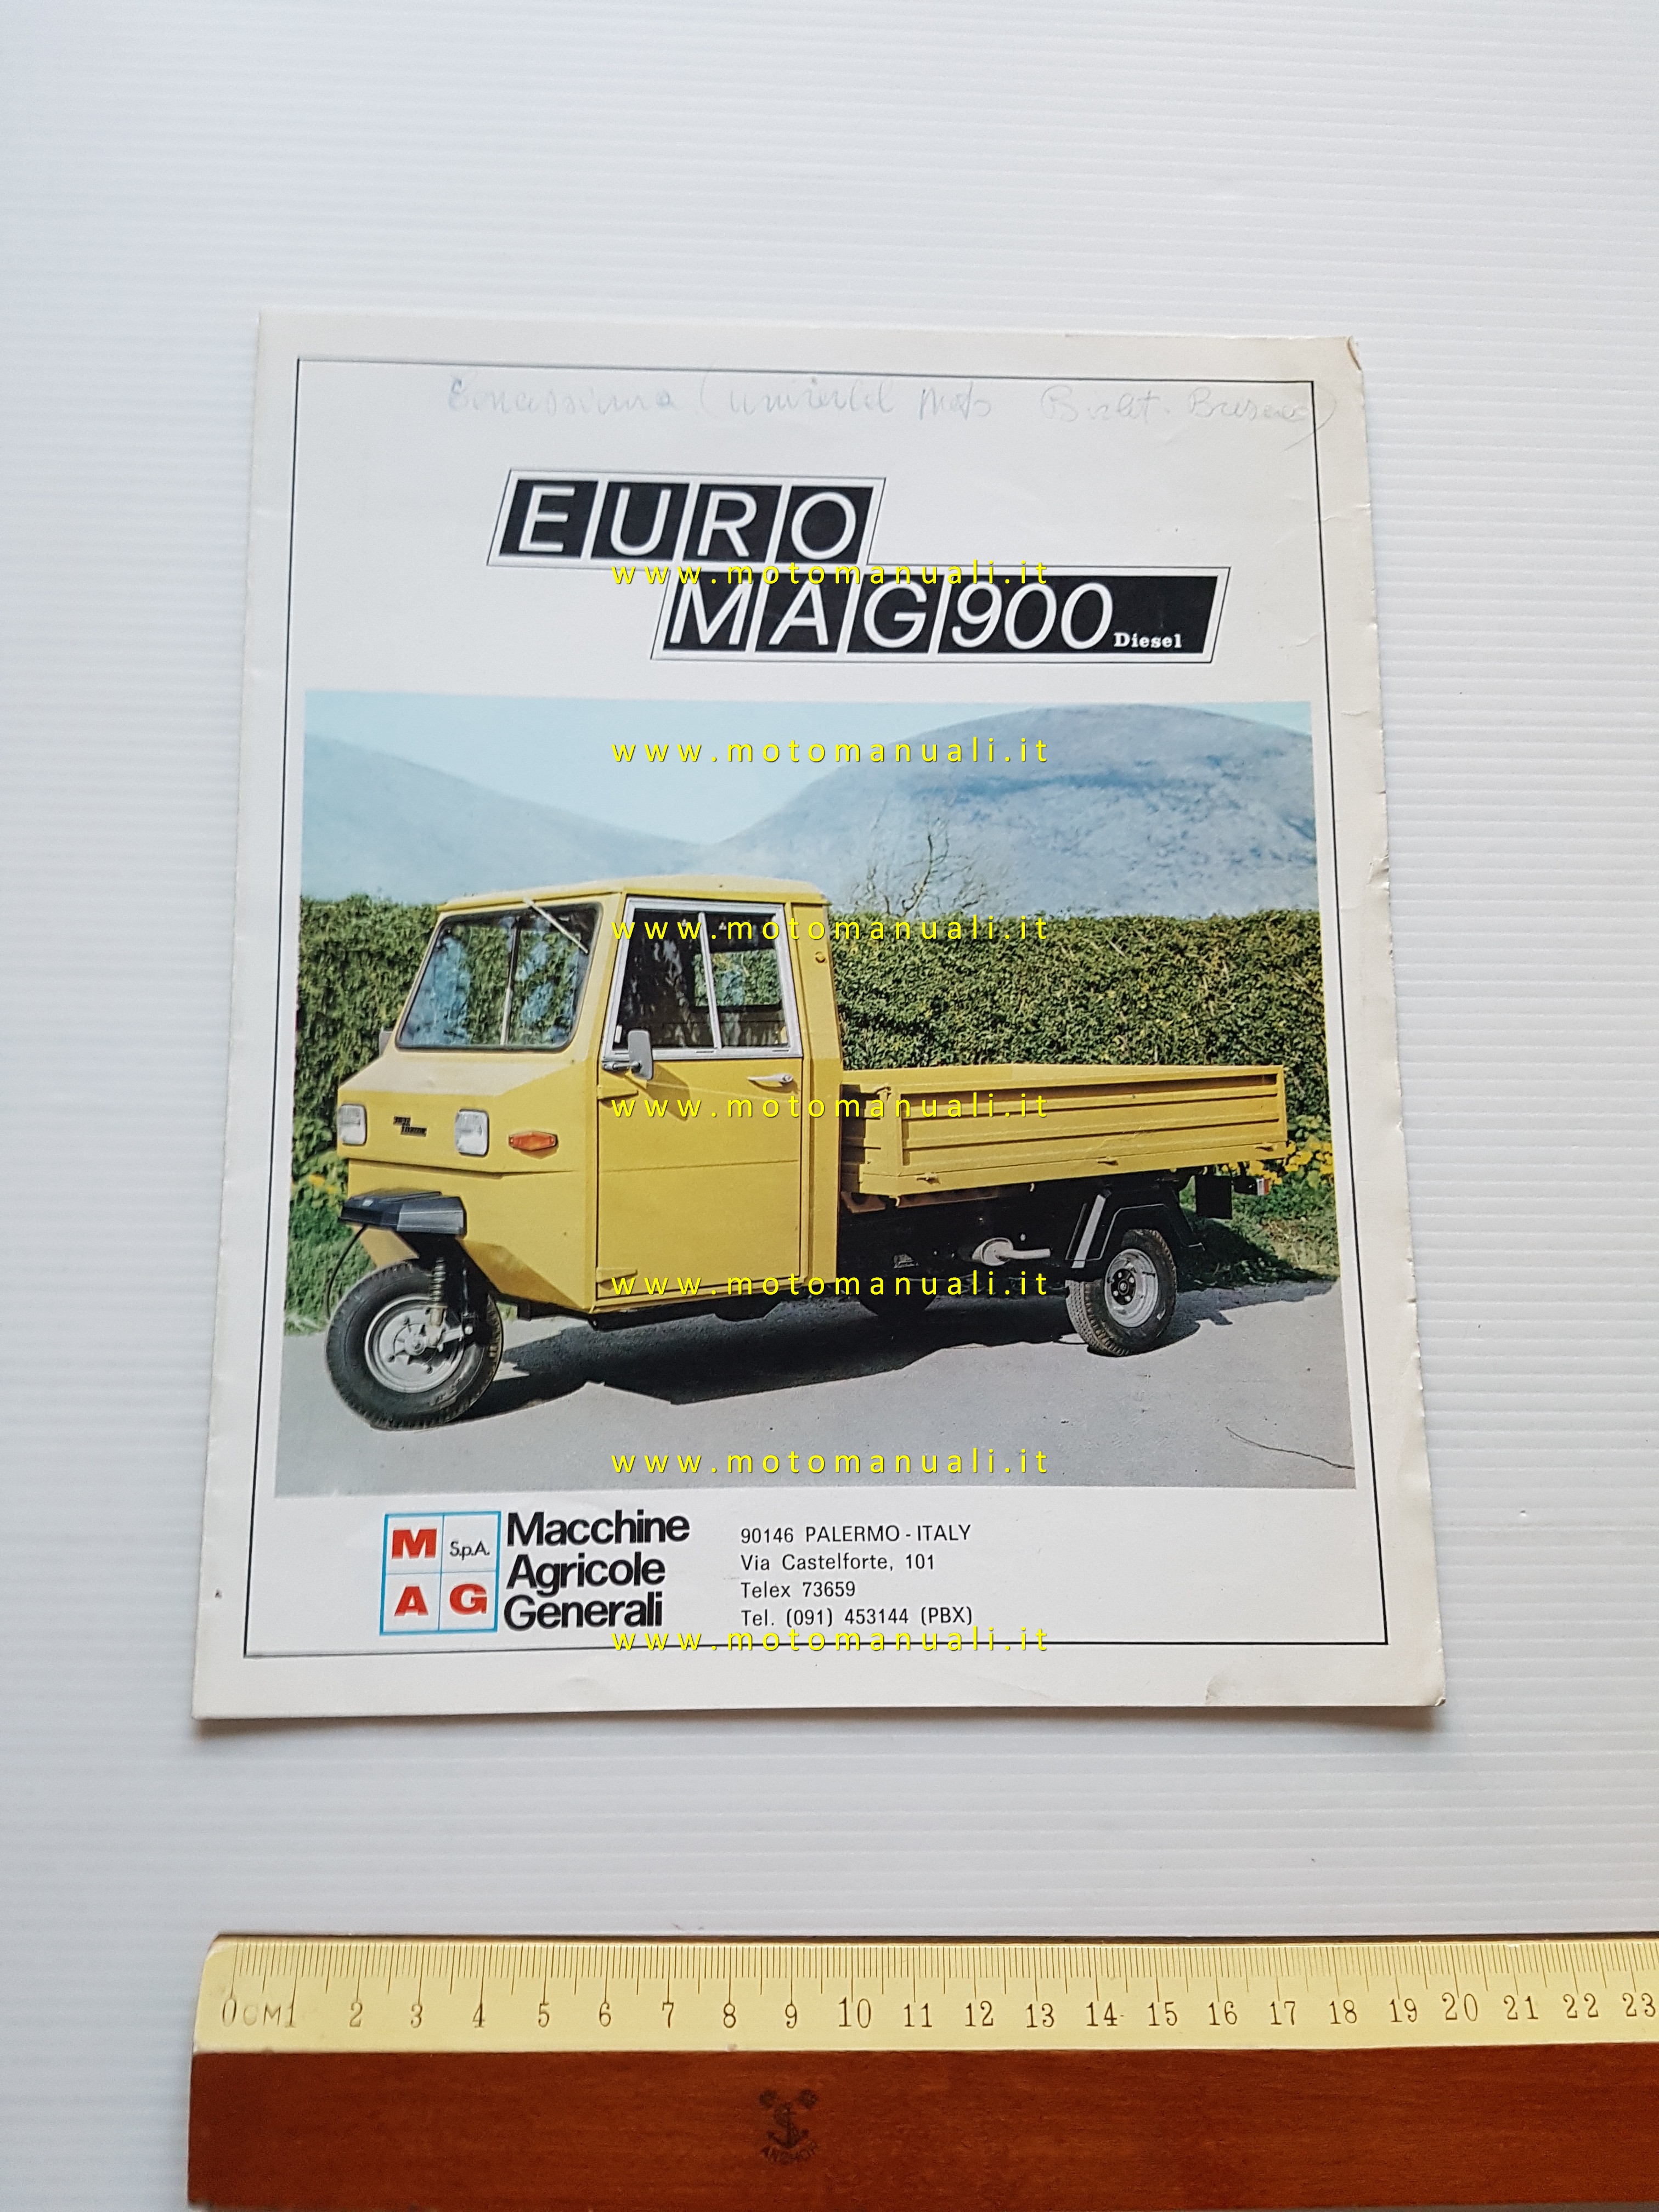 EURO
www.motomanuali.it
MAG900 Diesel
www.motomanuali.it
www.motomanuali.it
www.motomanuali.it
www.motomanuali.it
www.motomanuali.it
M S.p.A. A G
Macchine
Agricole
Generali
90146 PALERMO - ITALY
Via Castelforte, 101
Telex 73659
Tel. (091) 453144 (PBX)
www.motomanuali.it
0CM1 2 3 4 5 6 7 8 9 10 11 12 13 14 15 16 17 18 19 20 21 22 23
ANCHOR